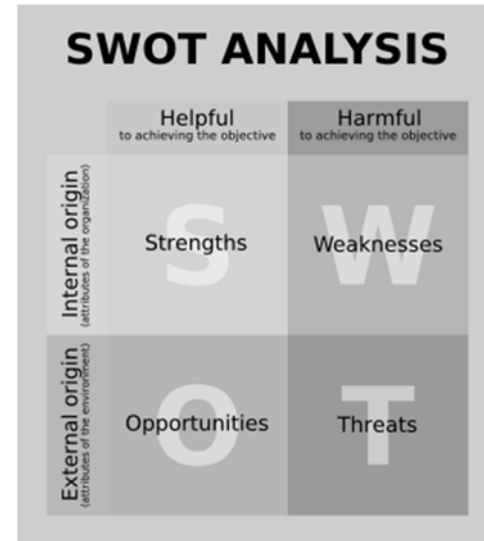 SWOT ANALYSIS
Helpful
to achieving the objective
Harmful
to achieving the objective
Internal origin
(attributes of the organization)
S
Strengths
W
Weaknesses
External origin
(attributes of the environment)
O
Opportunities
T
Threats